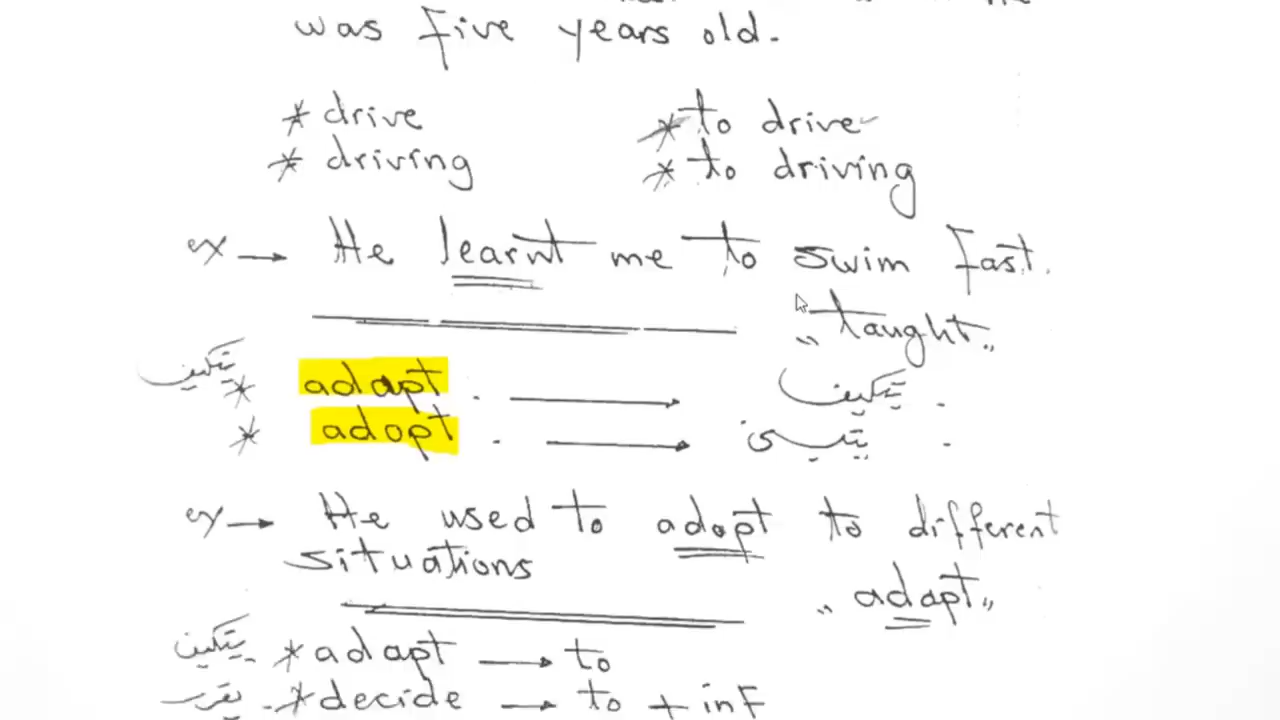 was five years old.
* drive * to drive
* driving * to driving
ex → He learnt me to swim fast.
"taught"
يتكيف * adapt . → يتكيف .
* adopt . → يتبنى .
ex → He used to adopt to different
situations
"adapt"
يتكيف . * adapt → to
يقرر . * decide → to + inf